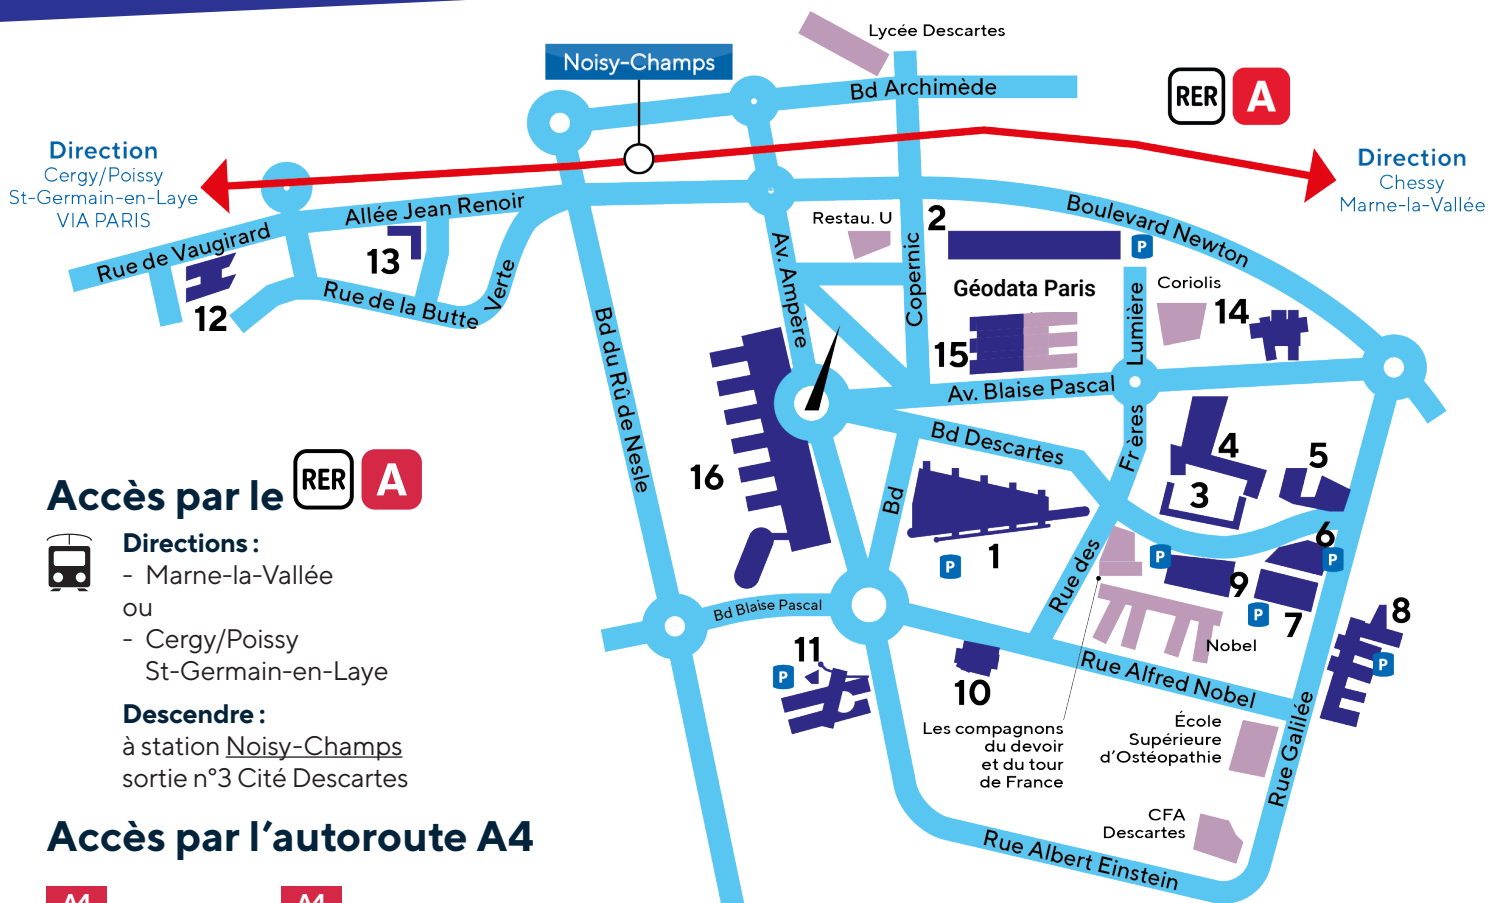 Lycée Descartes
Noisy-Champs
Bd Archimède
RER A
Direction
Cergy/Poissy
St-Germain-en-Laye
VIA PARIS
Direction
Chessy
Marne-la-Vallée
Allée Jean Renoir
Rue de Vaugirard
13
12
Rue de la Butte Verte
Restau. U
2
Boulevard Newton
P
Av. Ampère
Copernic
Géodata Paris
Coriolis
14
Lumière
15
Bd du Rû de Nesle
Av. Blaise Pascal
Bd Descartes
Frères
4
5
3
16
Bd
1
P
Rue des
P
6
P
9
7
P
8
P
Bd Blaise Pascal
11
P
10
Nobel
Rue Alfred Nobel
Les compagnons
du devoir
et du tour
de France
École
Supérieure
d'Ostéopathie
Rue Galilée
CFA
Descartes
Rue Albert Einstein
Accès par le RER A
Directions :
- Marne-la-Vallée
ou
- Cergy/Poissy
St-Germain-en-Laye
Descendre :
à station Noisy-Champs
sortie n°3 Cité Descartes
Accès par l'autoroute A4
A4
A4